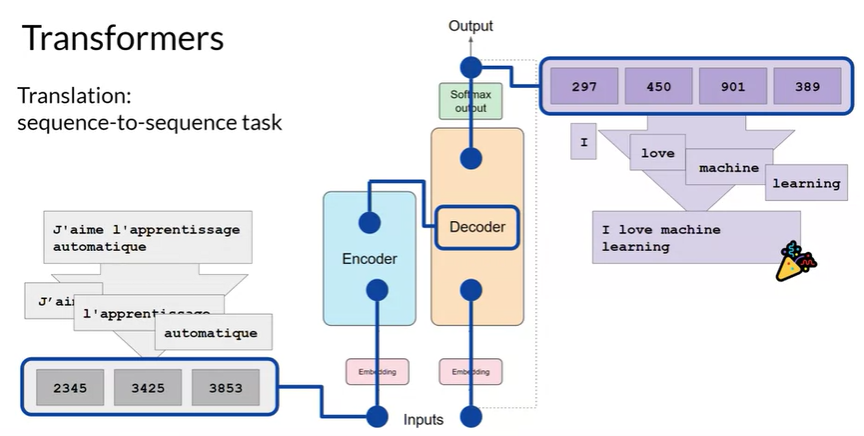 Transformers
Translation:
sequence-to-sequence task
J'aime l'apprentissage
automatique
l'apprentissage
automatique
2345 3425 3853
Output
Softmax
output
Decoder
Encoder
Embedding
Embedding
Inputs
297 450 901 389
I
love
machine
learning
I love machine
learning